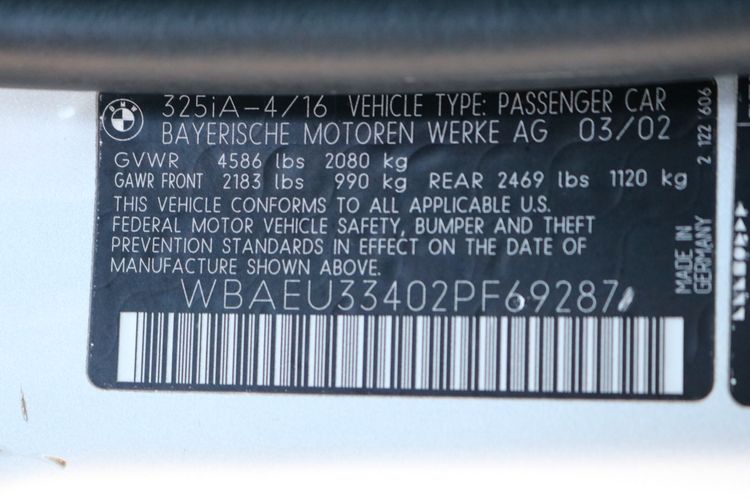 BMW
325iA-4/16 VEHICLE TYPE: PASSENGER CAR
BAYERISCHE MOTOREN WERKE AG 03/02
GVWR 4586 lbs 2080 kg
GAWR FRONT 2183 lbs 990 kg REAR 2469 lbs 1120 kg
THIS VEHICLE CONFORMS TO ALL APPLICABLE U.S.
FEDERAL MOTOR VEHICLE SAFETY, BUMPER AND THEFT
PREVENTION STANDARDS IN EFFECT ON THE DATE OF
MANUFACTURE SHOWN ABOVE.
WBAEU33402PF69287
2 122 606
MADE IN
GERMANY